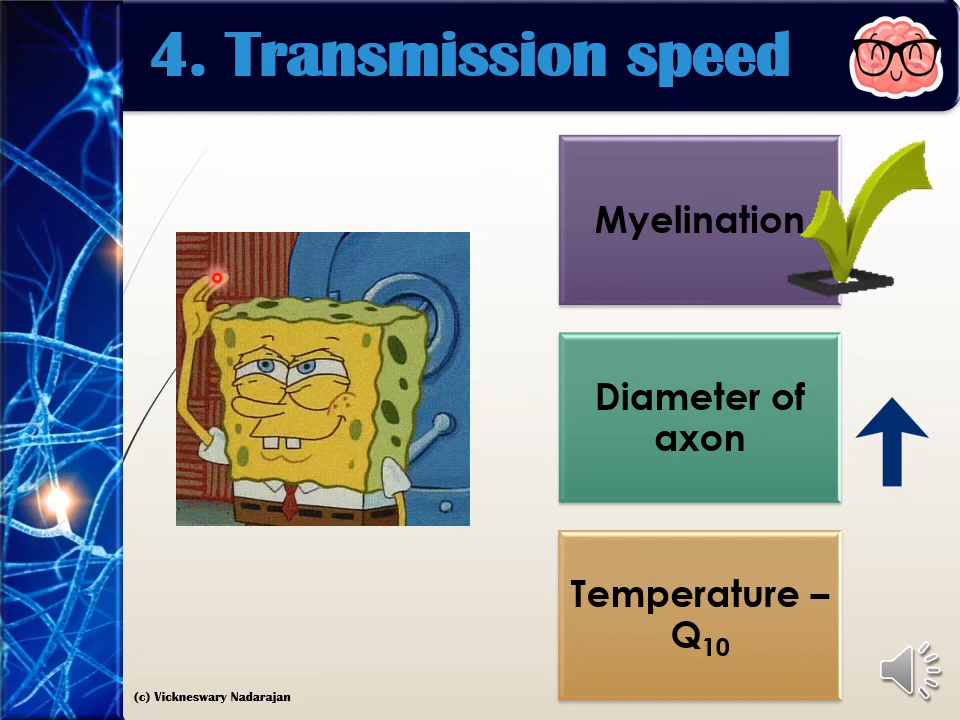 4. Transmission speed
Myelination
Diameter of
axon
Temperature –
Q₁₀
(c) Vickneswary Nadarajan